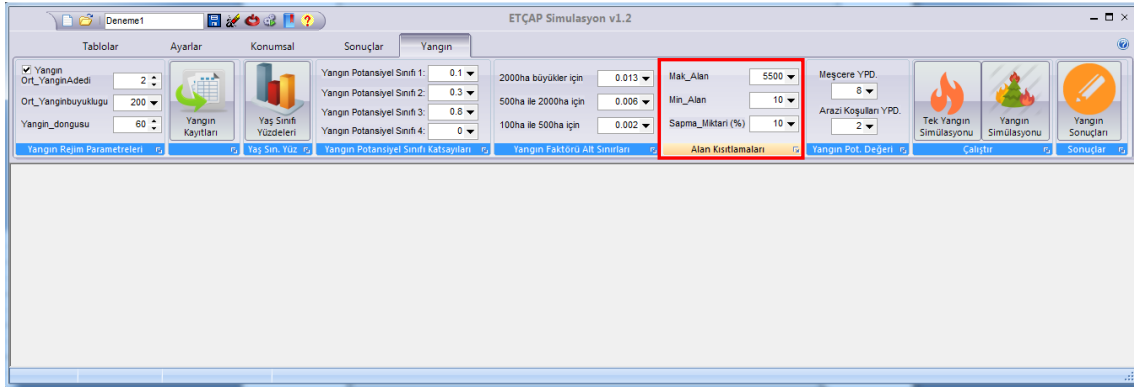 Deneme1
ETÇAP Simulasyon v1.2
Tablolar Ayarlar Konumsal Sonuçlar Yangın
Yangın
Ort_YanginAdedi 2
Ort_Yanginbuyuklugu 200
Yangin_dongusu 60
Yangın Rejim Parametreleri
Yangın
Kayıtları
Yaş Sınıfı
Yüzdeleri
Yaş Sın. Yüz
Yangın Potansiyel Sınıfı 1: 0.1
Yangın Potansiyel Sınıfı 2: 0.3
Yangın Potansiyel Sınıfı 3: 0.8
Yangın Potansiyel Sınıfı 4: 0
Yangın Potansiyel Sınıfı Katsayıları
2000ha büyükler için 0.013
500ha ile 2000ha için 0.006
100ha ile 500ha için 0.002
Yangın Faktörü Alt Sınırları
Mak_Alan 5500
Min_Alan 10
Sapma_Miktari (%) 10
Alan Kısıtlamaları
Meşcere YPD.
8
Arazi Koşulları YPD.
2
Yangın Pot. Değeri
Tek Yangın
Simülasyonu
Yangın
Simülasyonu
Çalıştır
Yangın
Sonuçları
Sonuçlar